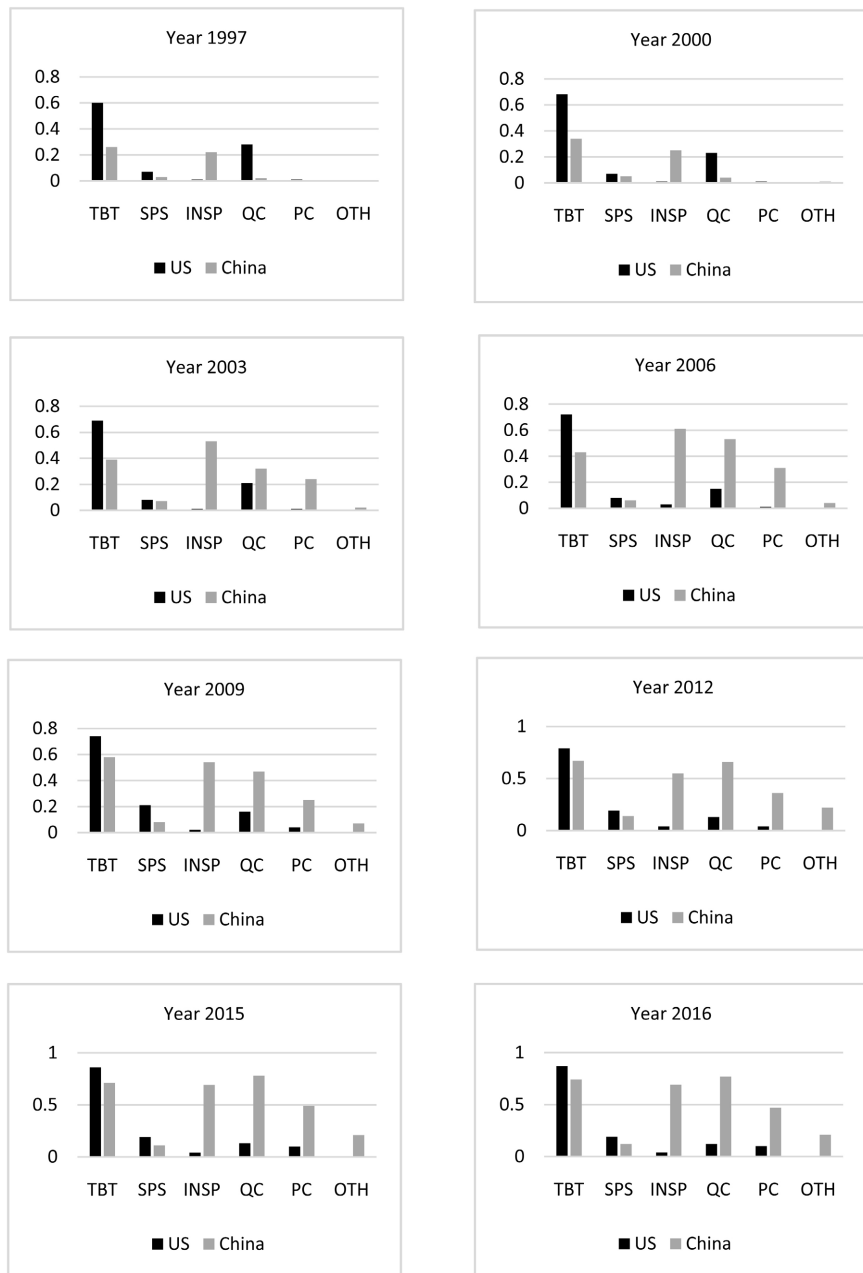 Year 1997
0.8
0.6
0.4
0.2
0
TBT SPS INSP QC PC OTH
US China
Year 2000
0.8
0.6
0.4
0.2
0
TBT SPS INSP QC PC OTH
US China
Year 2003
0.8
0.6
0.4
0.2
0
TBT SPS INSP QC PC OTH
US China
Year 2006
0.8
0.6
0.4
0.2
0
TBT SPS INSP QC PC OTH
US China
Year 2009
0.8
0.6
0.4
0.2
0
TBT SPS INSP QC PC OTH
US China
Year 2012
1
0.5
0
TBT SPS INSP QC PC OTH
US China
Year 2015
1
0.5
0
TBT SPS INSP QC PC OTH
US China
Year 2016
1
0.5
0
TBT SPS INSP QC PC OTH
US China